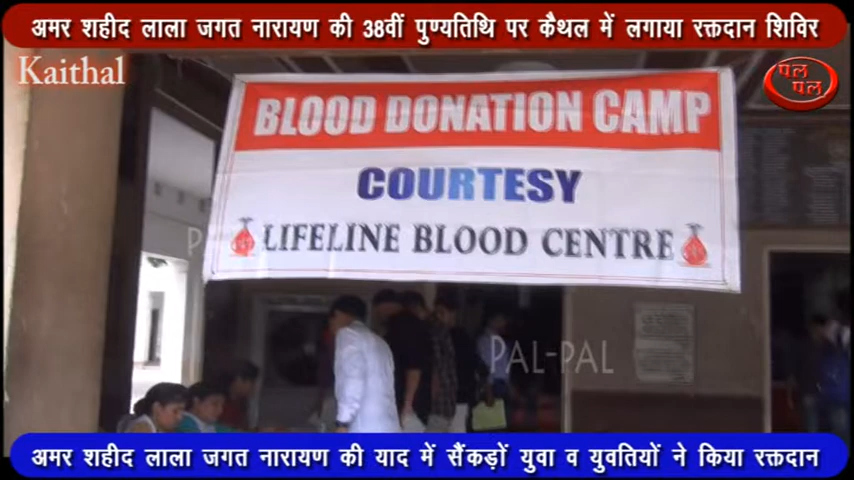 अमर शहीद लाला जगत नारायण की 38वीं पुण्यतिथि पर कैथल में लगाया रक्तदान शिविर
Kaithal
पल
पल
BLOOD DONATION CAMP
COURTESY
LIFELINE BLOOD CENTRE
PAL-PAL
अमर शहीद लाला जगत नारायण की याद में सैंकड़ों युवा व युवतियों ने किया रक्तदान